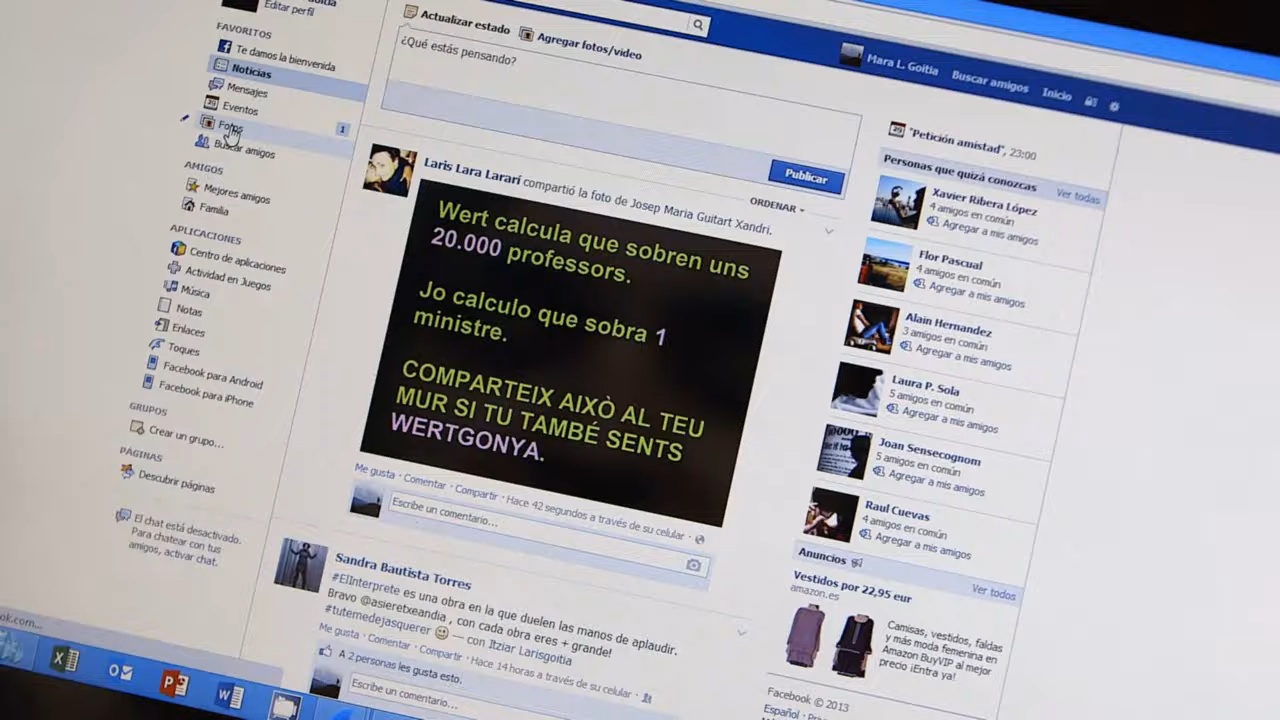 Editar perfil
FAVORITOS
Te damos la bienvenida
Noticias
Mensajes
Eventos
Fotos
1
Buscar amigos
AMIGOS
Mejores amigos
Familia
APLICACIONES
Centro de aplicaciones
Actividad en Juegos
Música
Notas
Enlaces
Toques
Facebook para Android
Facebook para iPhone
GRUPOS
Crear un grupo...
PÁGINAS
Descubrir páginas
El chat está desactivado.
Para chatear con tus
amigos, activar chat.
Actualizar estado
Agregar fotos/video
¿Qué estás pensando?
Publicar
ORDENAR
Laris Lara Lararí compartió la foto de Josep Maria Guitart Xandri.
Wert calcula que sobren uns
20.000 professors.
Jo calculo que sobra 1
ministre.
COMPARTEIX AIXÒ AL TEU
MUR SI TU TAMBÉ SENTS
WERTGONYA.
Me gusta · Comentar · Compartir · Hace 42 segundos a través de su celular ·
Escribe un comentario...
Sandra Bautista Torres
#ElInterprete es una obra en la que duelen las manos de aplaudir.
Bravo @asieretxeandia , con cada obra eres + grande!
#tutemedejasquerer — con Itziar Larisgoitia
Me gusta · Comentar · Compartir · Hace 14 horas a través de su celular ·
A 2 personas les gusta esto.
Escribe un comentario...
Mara L. Goitia
Buscar amigos
Inicio
"Petición amistad", 23:00
Personas que quizá conozcas
Ver todas
Xavier Ribera López
4 amigos en común
Agregar a mis amigos
Flor Pascual
4 amigos en común
Agregar a mis amigos
Alain Hernandez
3 amigos en común
Agregar a mis amigos
Laura P. Sola
5 amigos en común
Agregar a mis amigos
Joan Sensecognom
5 amigos en común
Agregar a mis amigos
Raul Cuevas
4 amigos en común
Agregar a mis amigos
Anuncios
Ver todos
Vestidos por 22,95 eur
amazon.es
Camisas, vestidos, faldas
y más moda femenina en
Amazon BuyVIP al mejor
precio ¡Entra ya!
Facebook © 2013
Español